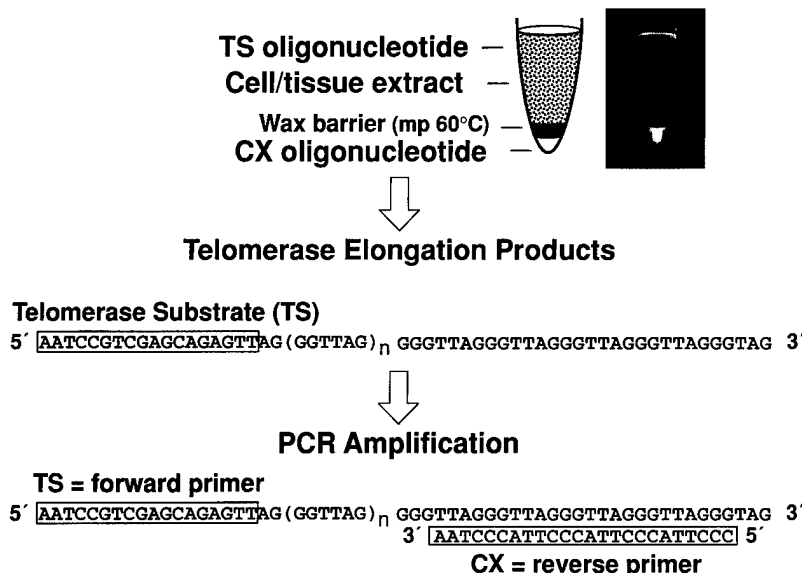 TS oligonucleotide
Cell/tissue extract
Wax barrier (mp 60°C)
CX oligonucleotide
Telomerase Elongation Products
Telomerase Substrate (TS)
5´ AATCCGTCGAGCAGAGTTAG(GGTTAG)n GGGTTAGGGTTAGGGTTAGGGTTAGGGTAG 3´
PCR Amplification
TS = forward primer
5´ AATCCGTCGAGCAGAGTTAG(GGTTAG)n GGGTTAGGGTTAGGGTTAGGGTTAGGGTAG 3´
3´ AATCCCATTCCCATTCCCATTCCC 5´
CX = reverse primer